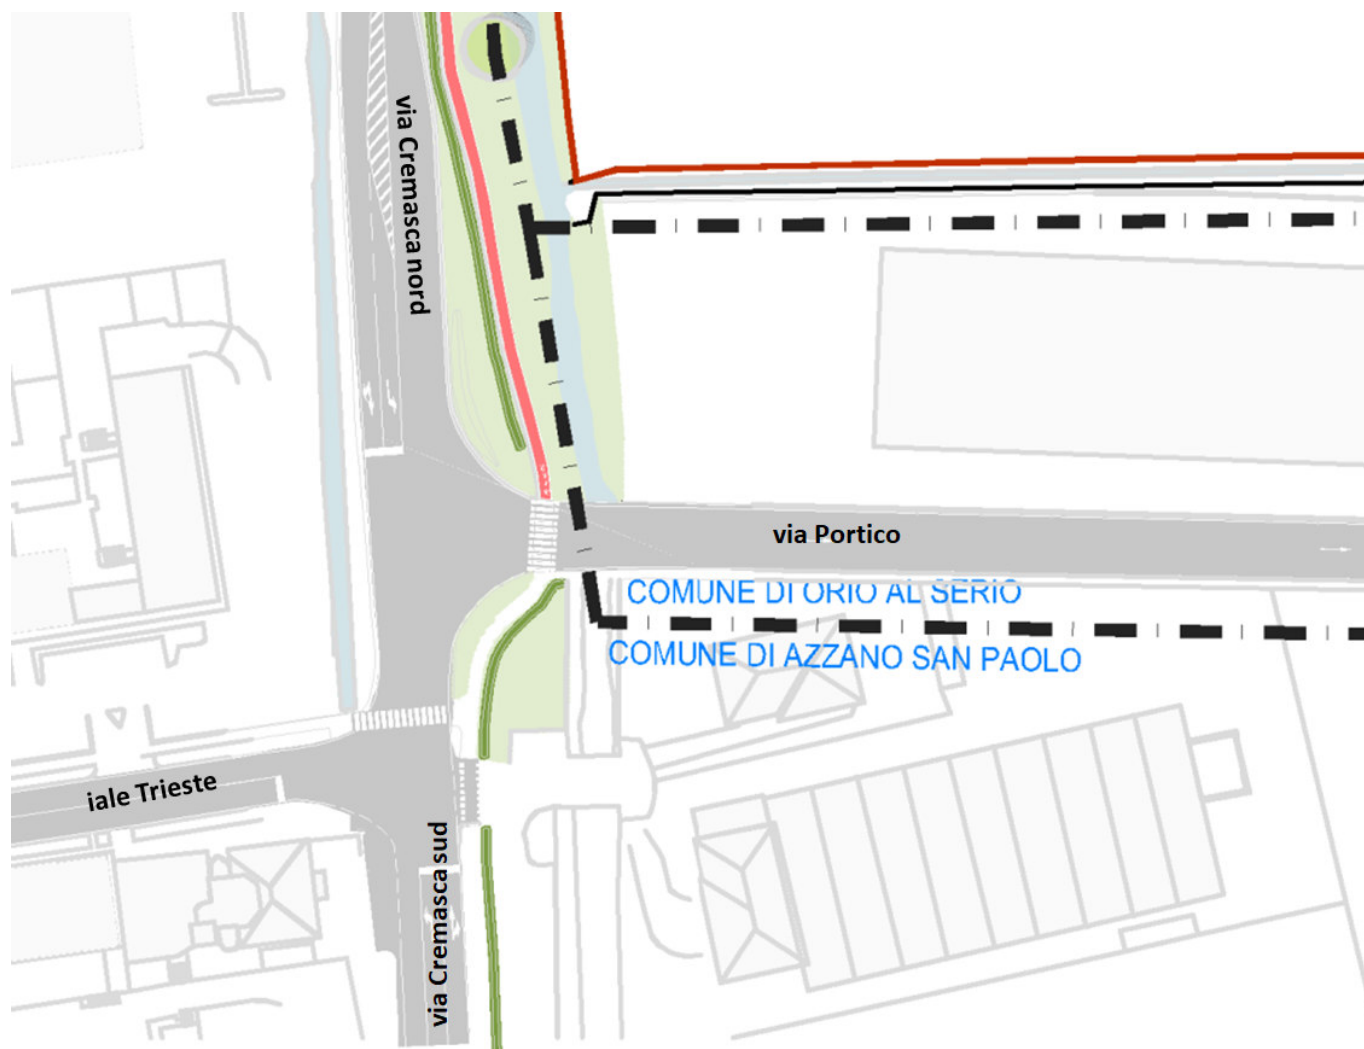 via Cremasca nord
via Portico
COMUNE DI ORIO AL SERIO
COMUNE DI AZZANO SAN PAOLO
iale Trieste
via Cremasca sud